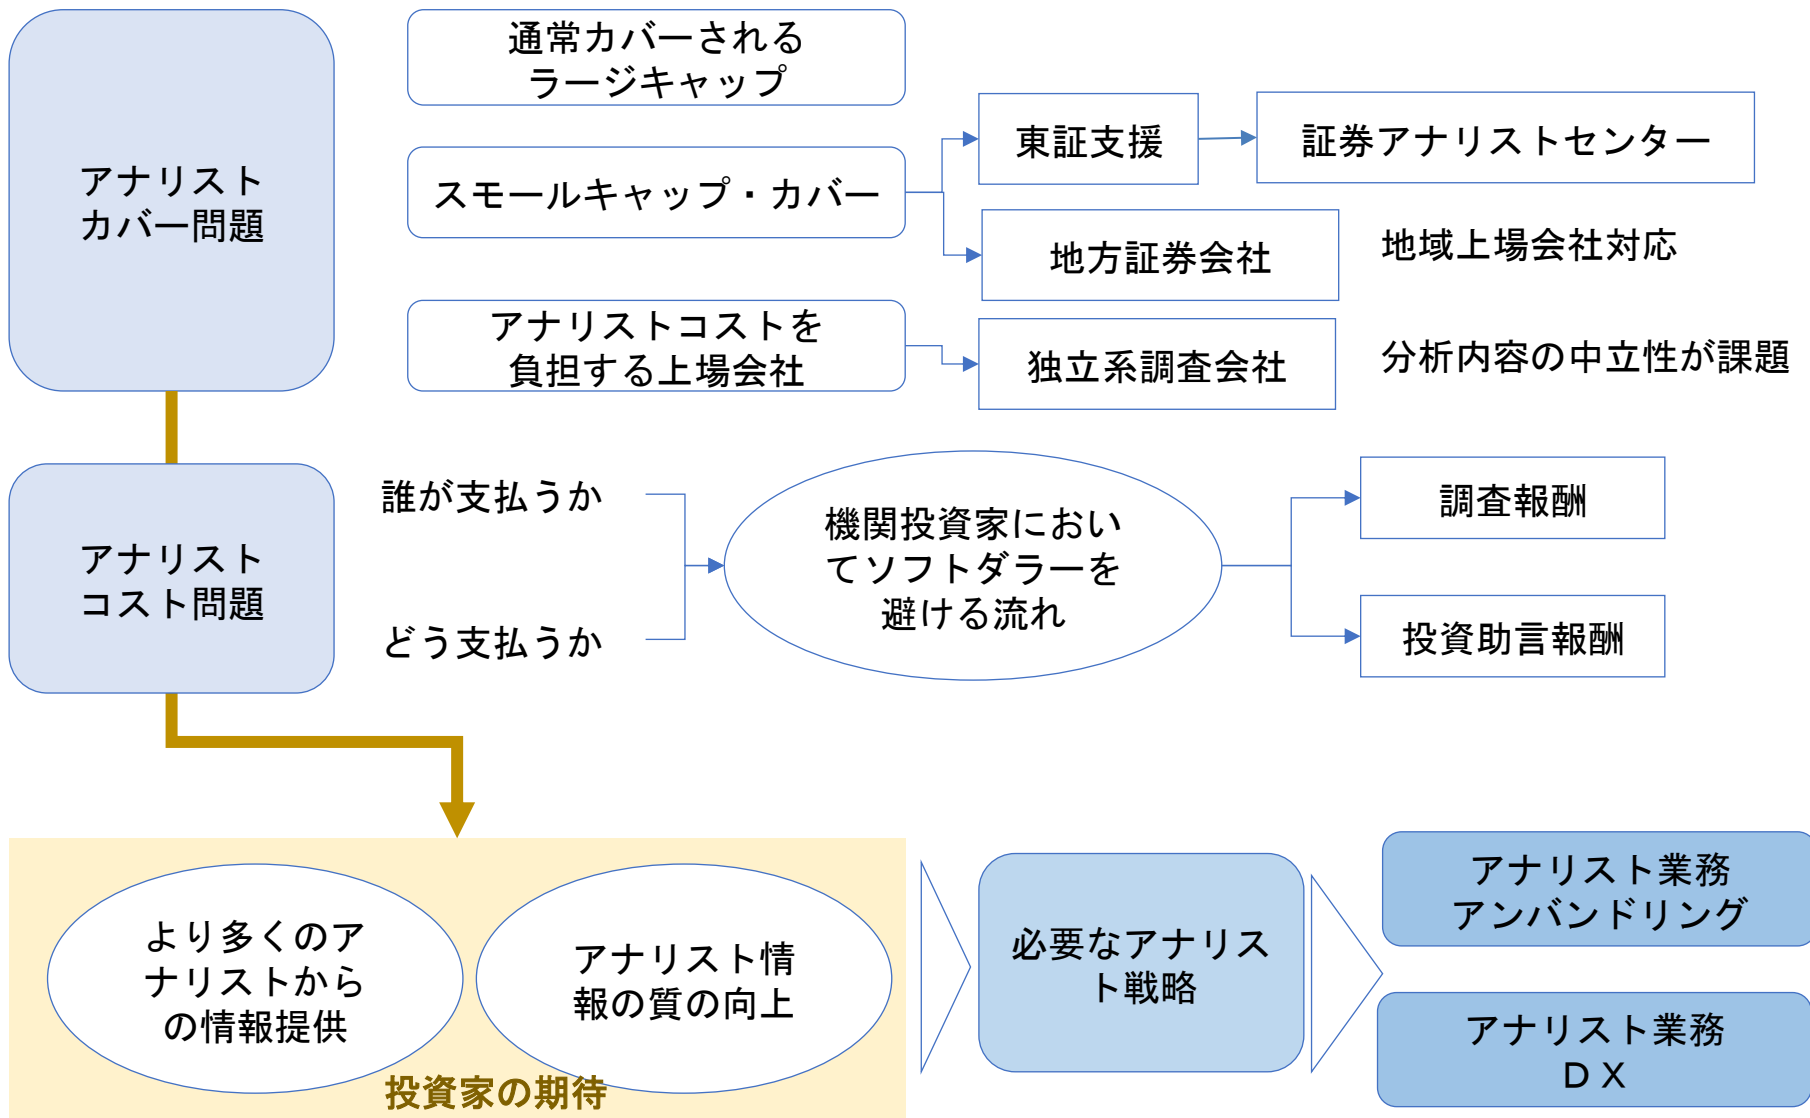 アナリスト
カバー問題
通常カバーされる
ラージキャップ
スモールキャップ・カバー
東証支援
証券アナリストセンター
地方証券会社
地域上場会社対応
アナリストコストを
負担する上場会社
独立系調査会社
分析内容の中立性が課題
アナリスト
コスト問題
誰が支払うか
どう支払うか
機関投資家におい
てソフトダラーを
避ける流れ
調査報酬
投資助言報酬
より多くのア
ナリストから
の情報提供
アナリスト情
報の質の向上
投資家の期待
必要なアナリス
ト戦略
アナリスト業務
アンバンドリング
アナリスト業務
ＤＸ